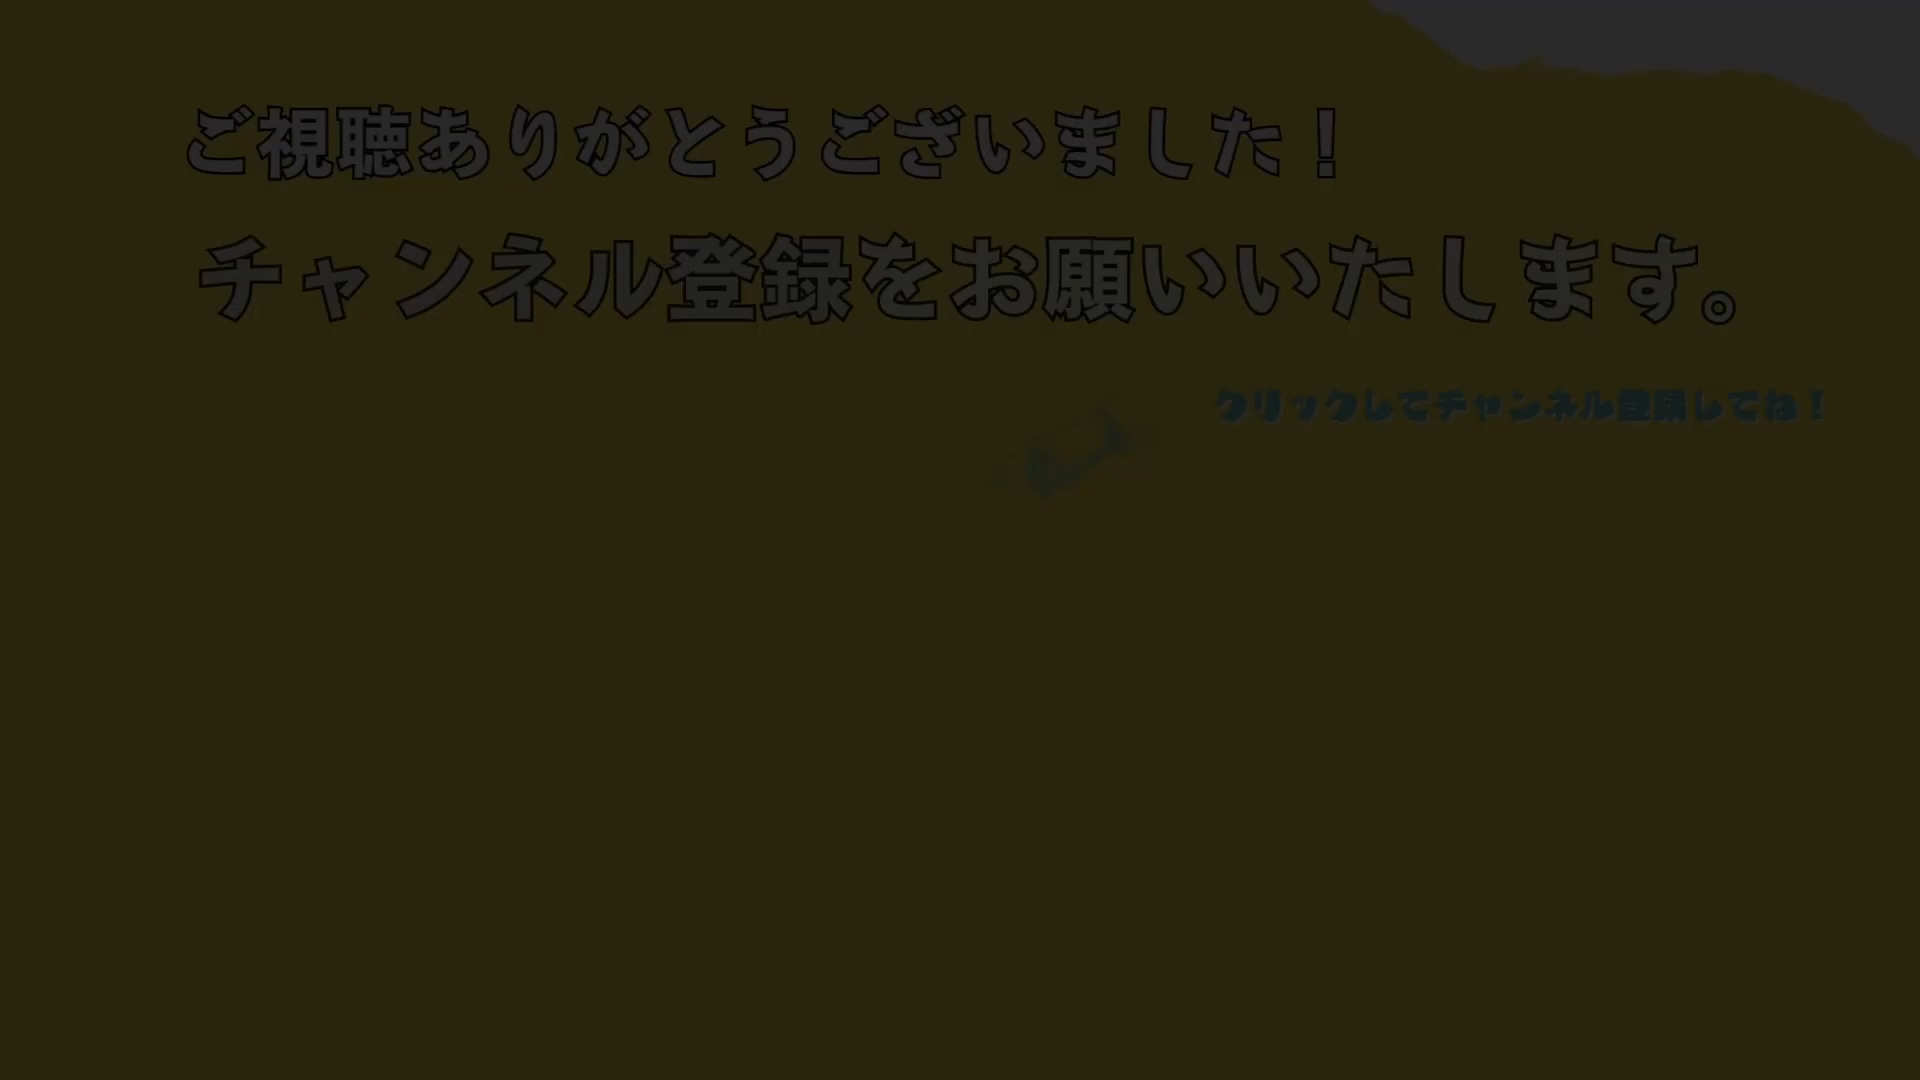 ご視聴ありがとうございました！
チャンネル登録をお願いいたします。
クリックしてチャンネル登録してね！